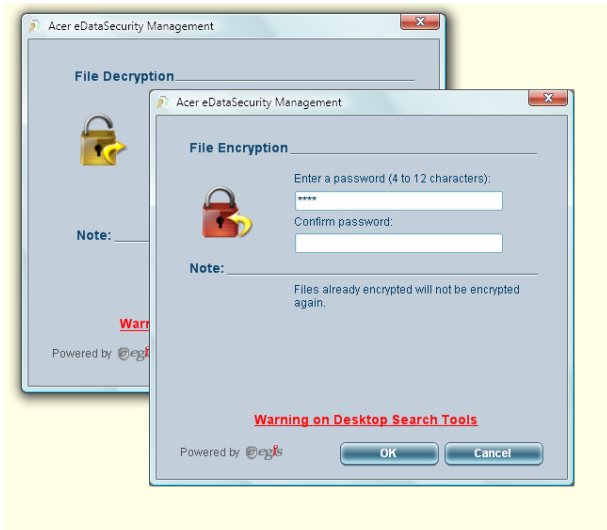 Acer eDataSecurity Management
File Decryption
Note:
Powered by egis
Acer eDataSecurity Management
File Encryption
Enter a password (4 to 12 characters):
****
Confirm password:
Note:
Files already encrypted will not be encrypted
again.
Warning on Desktop Search Tools
Powered by egis
OK Cancel